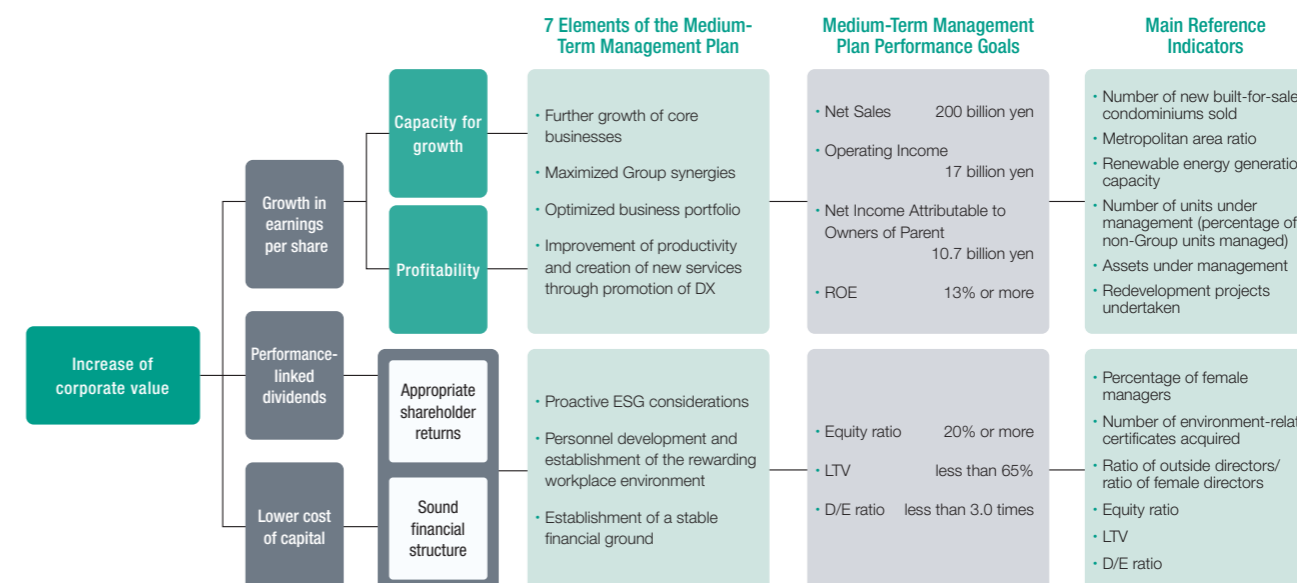 7 Elements of the Medium-
Term Management Plan
Medium-Term Management
Plan Performance Goals
Main Reference
Indicators
Increase of
corporate value
Growth in
earnings
per share
Performance-
linked
dividends
Lower cost
of capital
Capacity for
growth
Profitability
Appropriate
shareholder
returns
Sound
financial
structure
• Further growth of core
businesses
• Maximized Group synergies
• Optimized business portfolio
• Improvement of productivity
and creation of new services
through promotion of DX
• Net Sales 200 billion yen
• Operating Income
17 billion yen
• Net Income Attributable to
Owners of Parent
10.7 billion yen
• ROE 13% or more
• Number of new built-for-sale
condominiums sold
• Metropolitan area ratio
• Renewable energy
capacity
• Number of units under
management (percentage of
non-Group units managed)
• Assets under management
• Redevelopment projects
undertaken
• Proactive ESG considerations
• Personnel development and
establishment of the rewarding
workplace environment
• Establishment of a stable
financial ground
• Equity ratio 20% or more
• LTV less than 65%
• D/E ratio less than 3.0 times
• Percentage of female
managers
• Number of
certificates acquired
• Ratio of outside directors/
ratio of female directors
• Equity ratio
• LTV
• D/E ratio